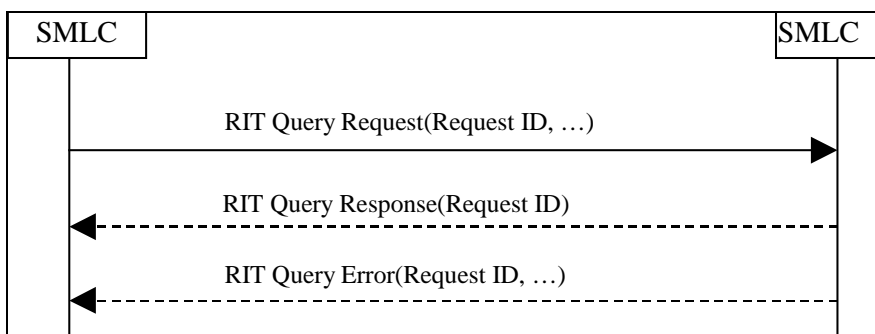 SMLC
SMLC
RIT Query Request(Request ID, …)
RIT Query Response(Request ID)
RIT Query Error(Request ID, …)